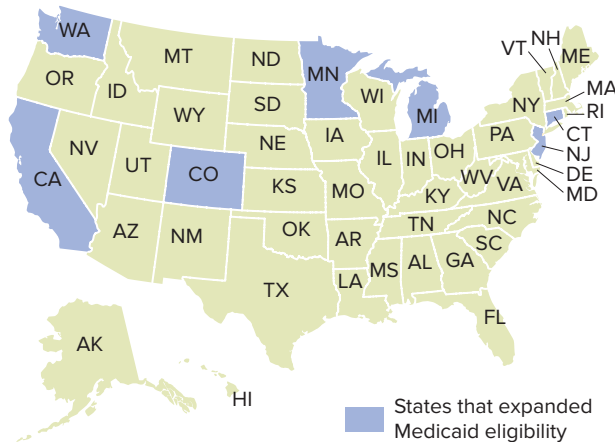 WA
MT
ND
MN
VT
NH
ME
OR
ID
SD
WI
MI
NY
MA
RI
WY
CT
NV
NE
IA
PA
NJ
UT
CO
IL
IN
OH
DE
CA
KS
MO
WV
VA
MD
KY
AZ
NM
OK
AR
TN
NC
SC
MS
AL
GA
TX
LA
FL
AK
HI
States that expanded
Medicaid eligibility